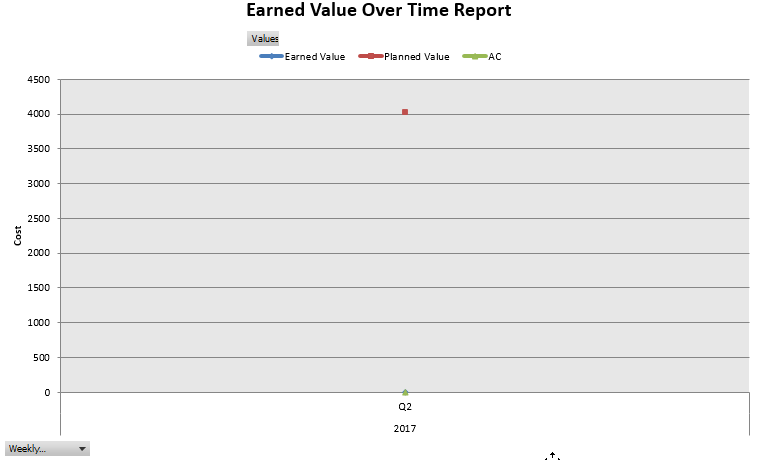 Earned Value Over Time Report
Values
Earned Value Planned Value AC
4500
4000
3500
3000
2500
2000
1500
1000
500
0
Cost
Q2
2017
Weekly...